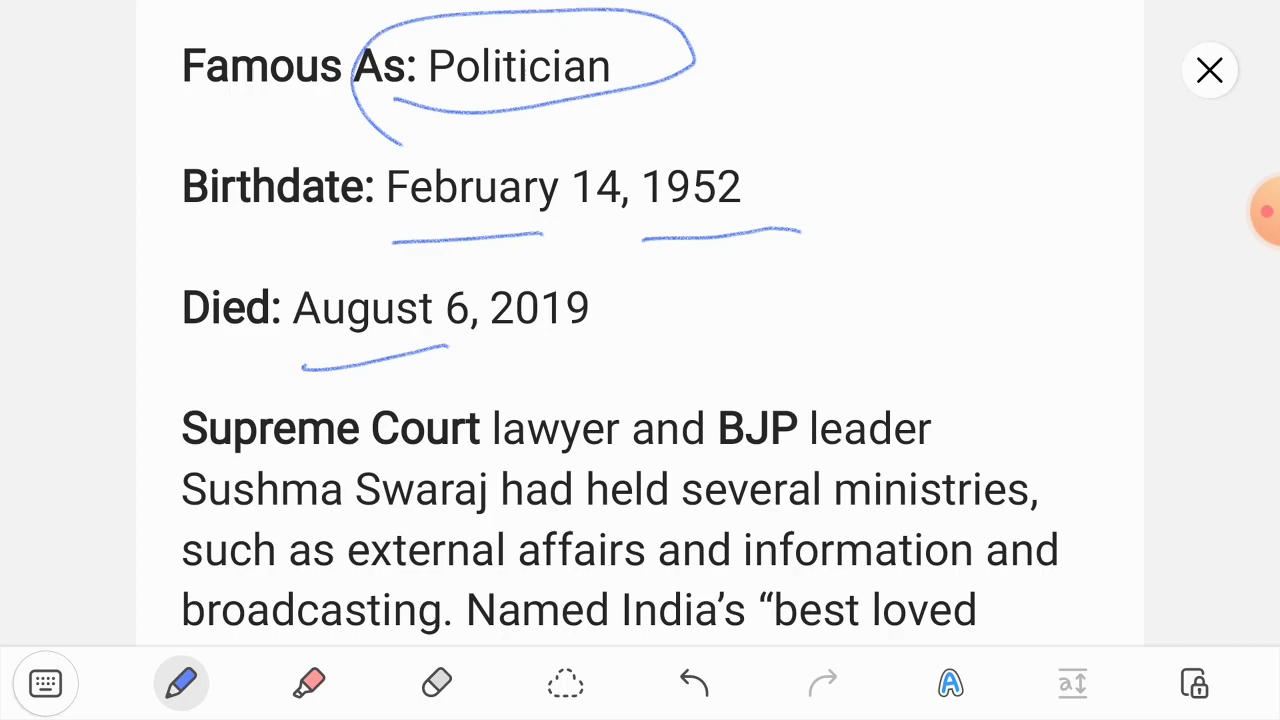 Famous As: Politician
Birthdate: February 14, 1952
Died: August 6, 2019
Supreme Court lawyer and BJP leader
Sushma Swaraj had held several ministries,
such as external affairs and information and
broadcasting. Named India’s “best loved
A
a